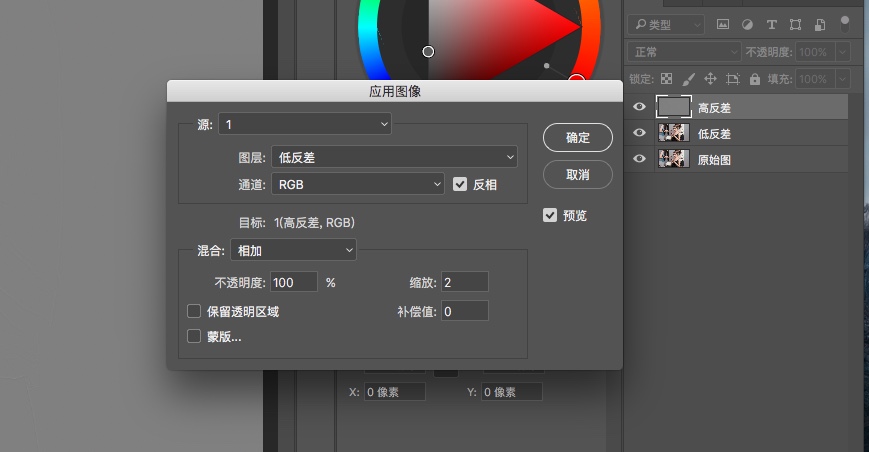 类型
正常
不透明度: 100%
锁定:
填充: 100%
高反差
低反差
原始图
应用图像
源: 1
图层: 低反差
通道: RGB
反相
目标: 1(高反差, RGB)
混合: 相加
不透明度: 100 %
缩放: 2
保留透明区域
补偿值: 0
蒙版...
确定
取消
预览
X: 0 像素
Y: 0 像素